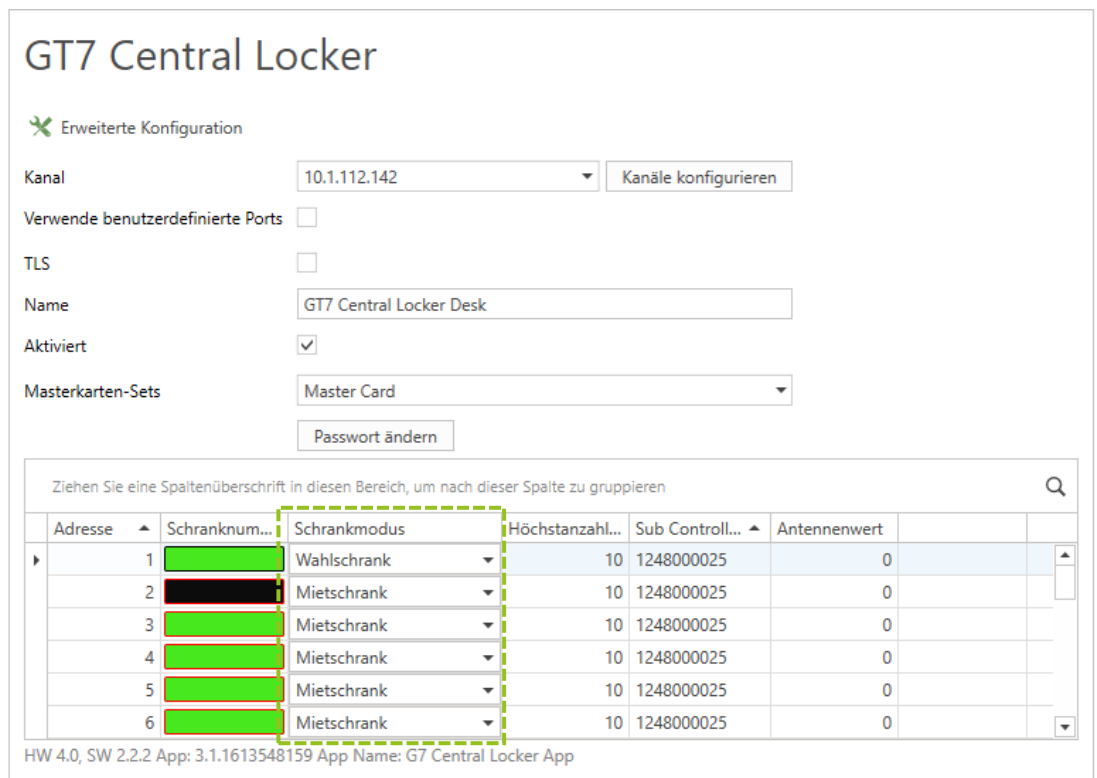 GT7 Central Locker
Erweiterte Konfiguration
Kanal 10.1.112.142 Kanäle konfigurieren
Verwende benutzerdefinierte Ports
TLS
Name GT7 Central Locker Desk
Aktiviert
Masterkarten-Sets Master Card
Passwort ändern
Ziehen Sie eine Spaltenüberschrift in diesen Bereich, um nach dieser Spalte zu gruppieren
Adresse Schranknum... Schrankmodus Höchstanzahl... Sub Controll... Antennenwert
1 Wahlschrank 10 1248000025 0
2 Mietschrank 10 1248000025 0
3 Mietschrank 10 1248000025 0
4 Mietschrank 10 1248000025 0
5 Mietschrank 10 1248000025 0
6 Mietschrank 10 1248000025 0
HW 4.0, SW 2.2.2 App: 3.1.1613548159 App Name: G7 Central Locker App